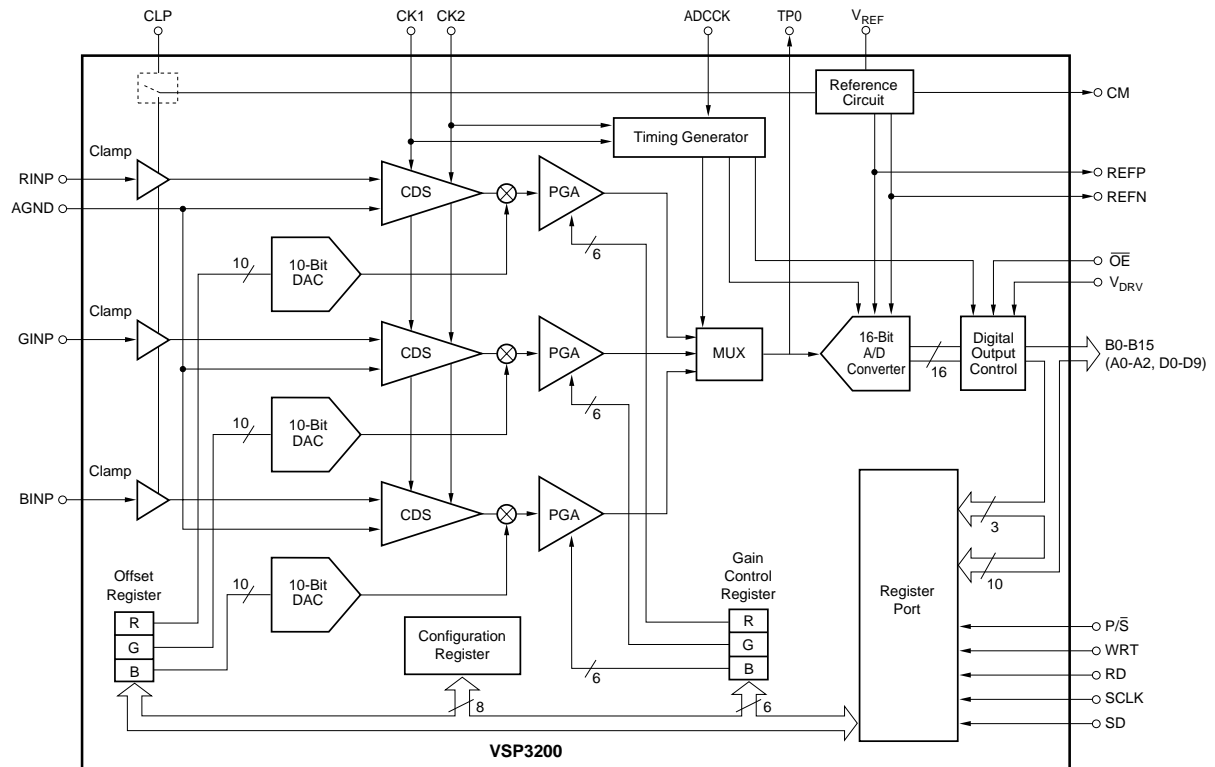 CLP
CK1
CK2
ADCCK
TP0
VREF
Reference
Circuit
CM
Clamp
Timing Generator
RINP
CDS
PGA
REFP
AGND
REFN
6
10
10-Bit
DAC
OE
VDRV
Clamp
GINP
CDS
PGA
MUX
16-Bit
A/D
Converter
16
Digital
Output
Control
B0-B15
(A0-A2, D0-D9)
6
10
10-Bit
DAC
Clamp
BINP
CDS
PGA
3
10
Offset
Register
10
10-Bit
DAC
Gain
Control
Register
Register
Port
R
G
B
Configuration
Register
R
G
B
6
P/S
WRT
RD
SCLK
SD
8
6
VSP3200